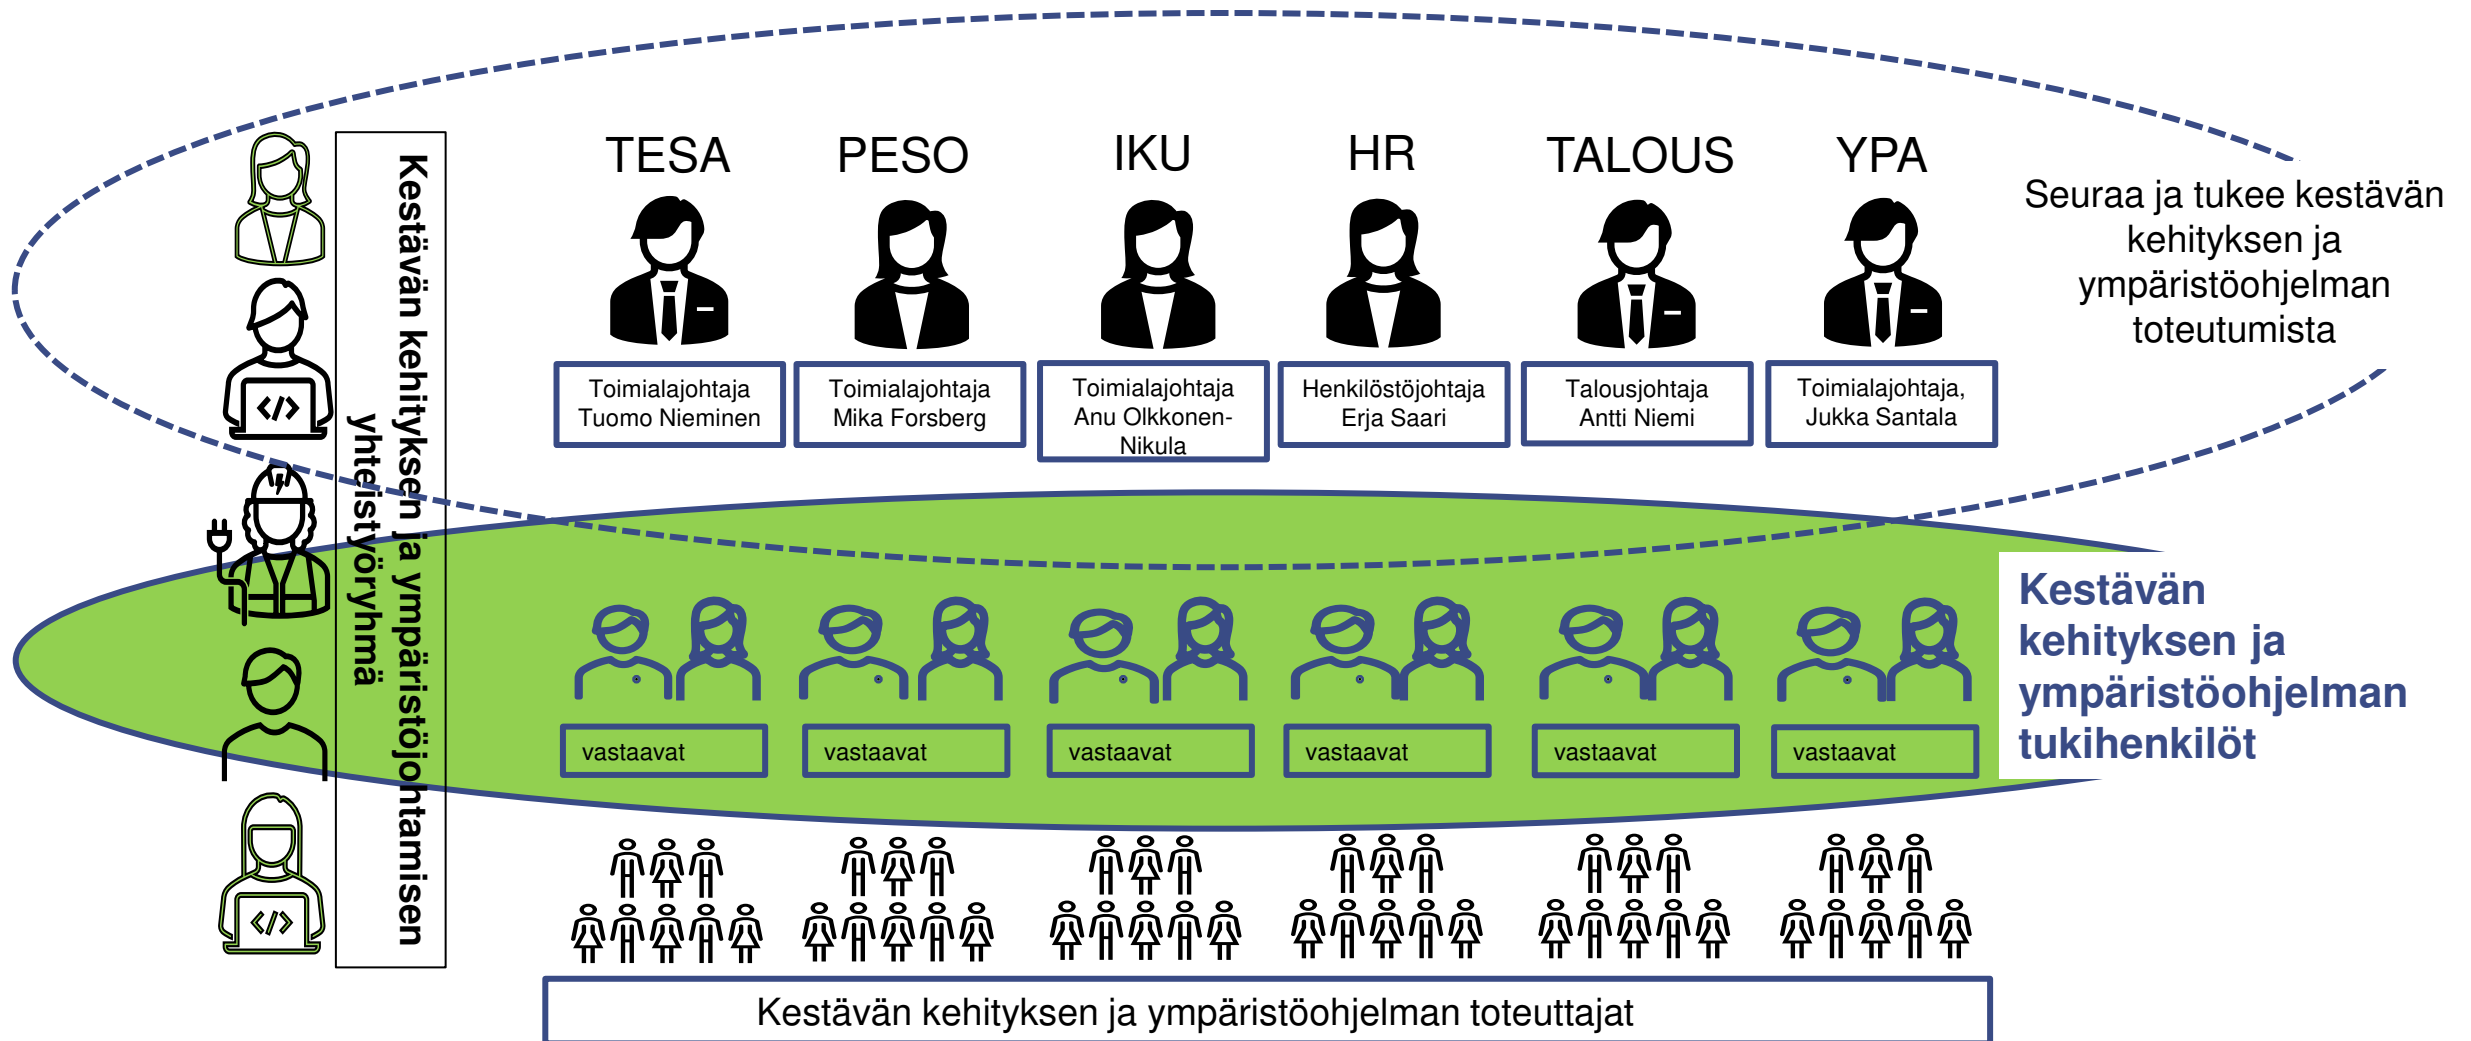 TESA
PESO
IKU
HR
TALOUS
YPA
Seuraa ja tukee kestävän
kehityksen ja
ympäristöohjelman
toteutumista
Kestävän kehityksen ja ympäristöjohtamisen
yhteistyöryhmä
Toimialajohtaja
Tuomo Nieminen
Toimialajohtaja
Mika Forsberg
Toimialajohtaja
Anu Olkkonen-
Nikula
Henkilöstöjohtaja
Erja Saari
Talousjohtaja
Antti Niemi
Toimialajohtaja,
Jukka Santala
Kestävän
kehityksen ja
ympäristöohjelman
tukihenkilöt
vastaavat
vastaavat
vastaavat
vastaavat
vastaavat
vastaavat
Kestävän kehityksen ja ympäristöohjelman toteuttajat